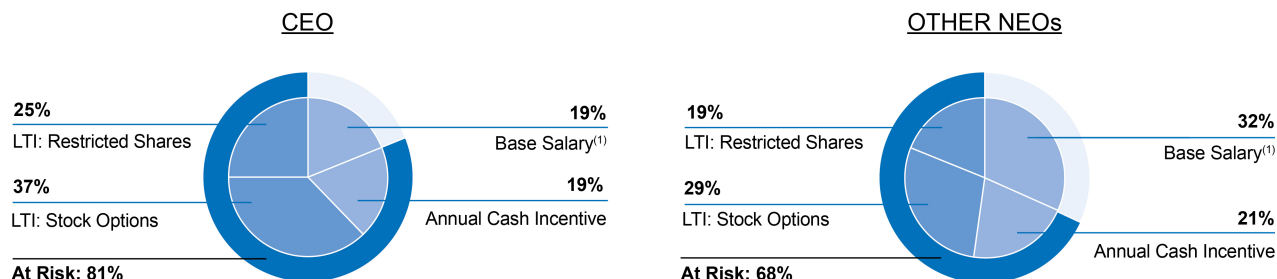 CEO
25%
LTI: Restricted Shares
37%
LTI: Stock Options
At Risk: 81%
19%
Base Salary(1)
19%
Annual Cash Incentive
OTHER NEOs
19%
LTI: Restricted Shares
29%
LTI: Stock Options
At Risk: 68%
32%
Base Salary(1)
21%
Annual Cash Incentive